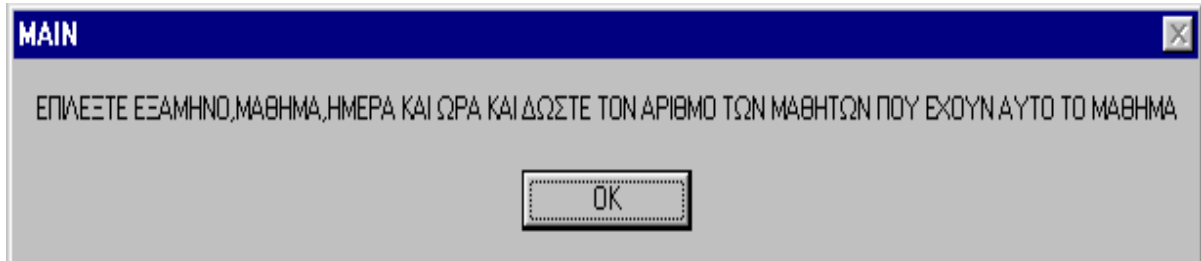 MAIN
ΕΠΙΛΕΞΤΕ ΕΞΑΜΗΝΟ,ΜΑΘΗΜΑ,ΗΜΕΡΑ ΚΑΙ ΩΡΑ ΚΑΙ ΔΩΣΤΕ ΤΟΝ ΑΡΙΘΜΟ ΤΩΝ ΜΑΘΗΤΩΝ ΠΟΥ ΕΧΟΥΝ ΑΥΤΟ ΤΟ ΜΑΘΗΜΑ
OK